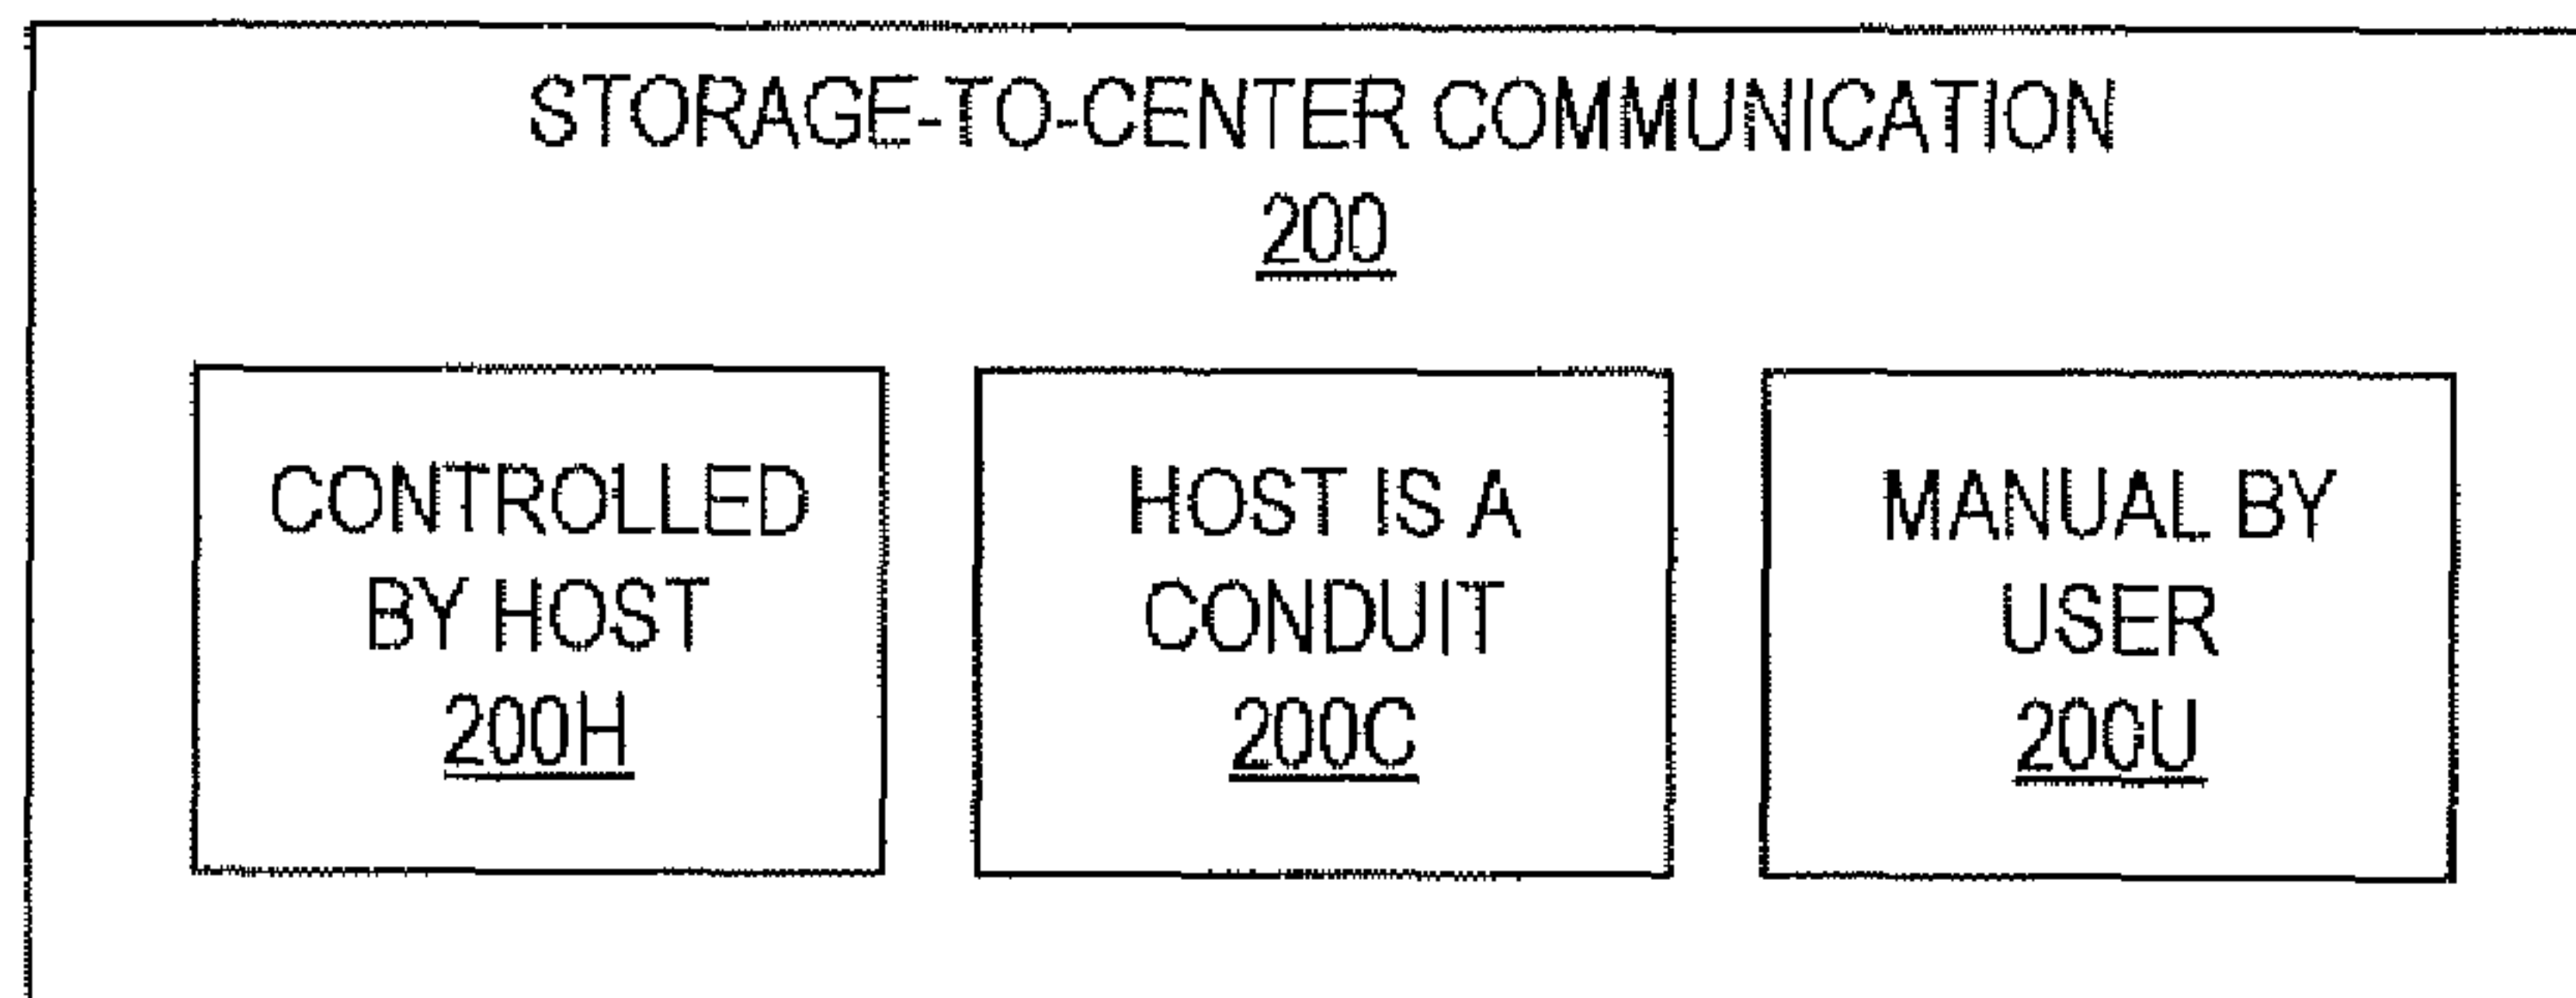 STORAGE-TO-CENTER COMMUNICATION
200
CONTROLLED
BY HOST
200H
HOST IS A
CONDUIT
200C
MANUAL BY
USER
200U